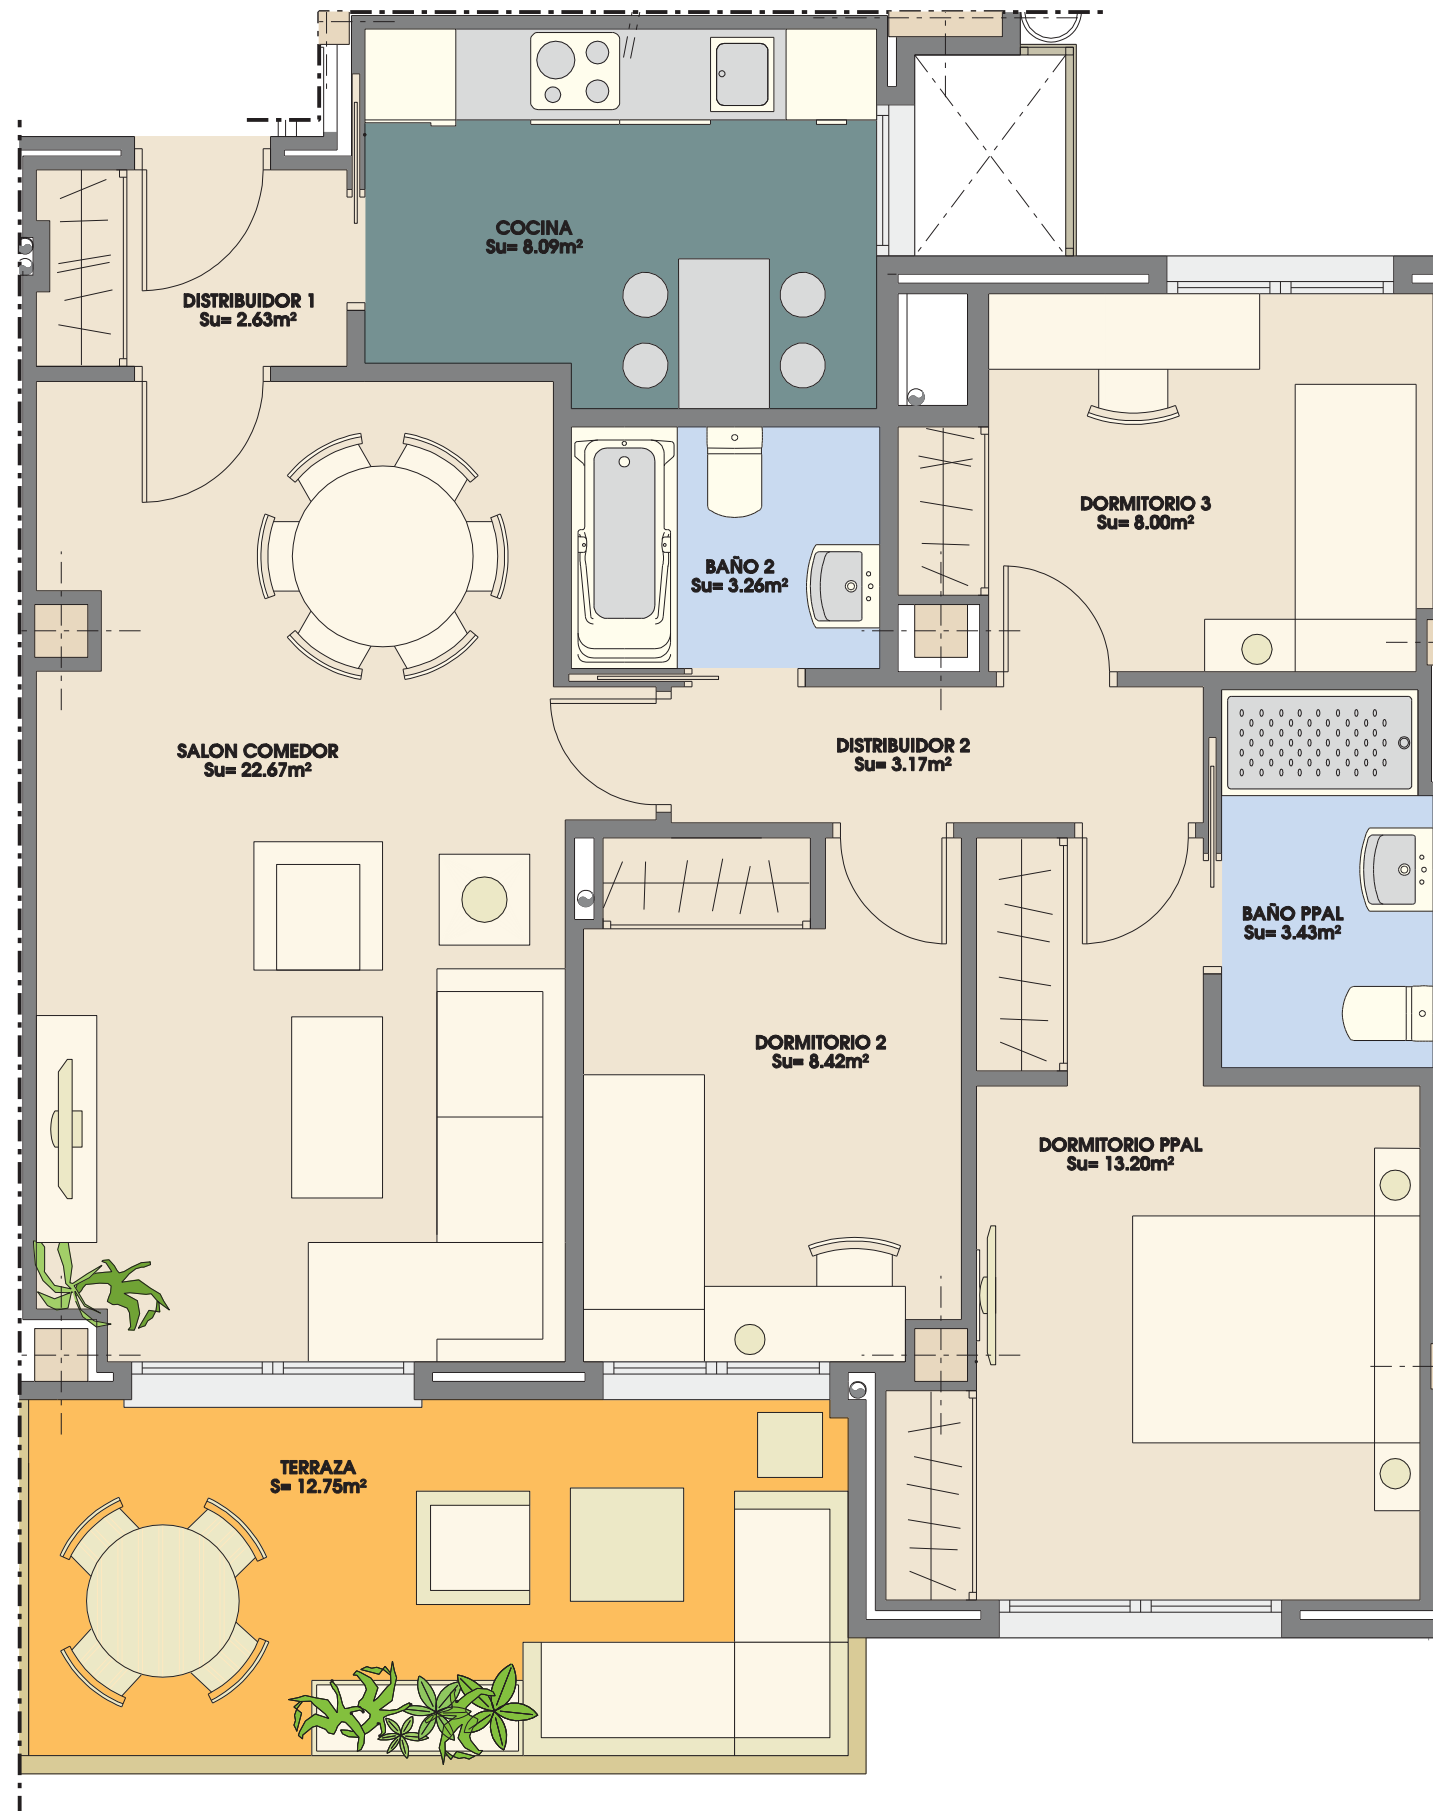 COCINA
Su= 8.09m²
DISTRIBUIDOR 1
Su= 2.63m²
DORMITORIO 3
Su= 8.00m²
BAÑO 2
Su= 3.26m²
SALON COMEDOR
Su= 22.67m²
DISTRIBUIDOR 2
Su= 3.17m²
BAÑO PPAL
Su= 3.43m²
DORMITORIO 2
Su= 8.42m²
DORMITORIO PPAL
Su= 13.20m²
TERRAZA
S= 12.75m²